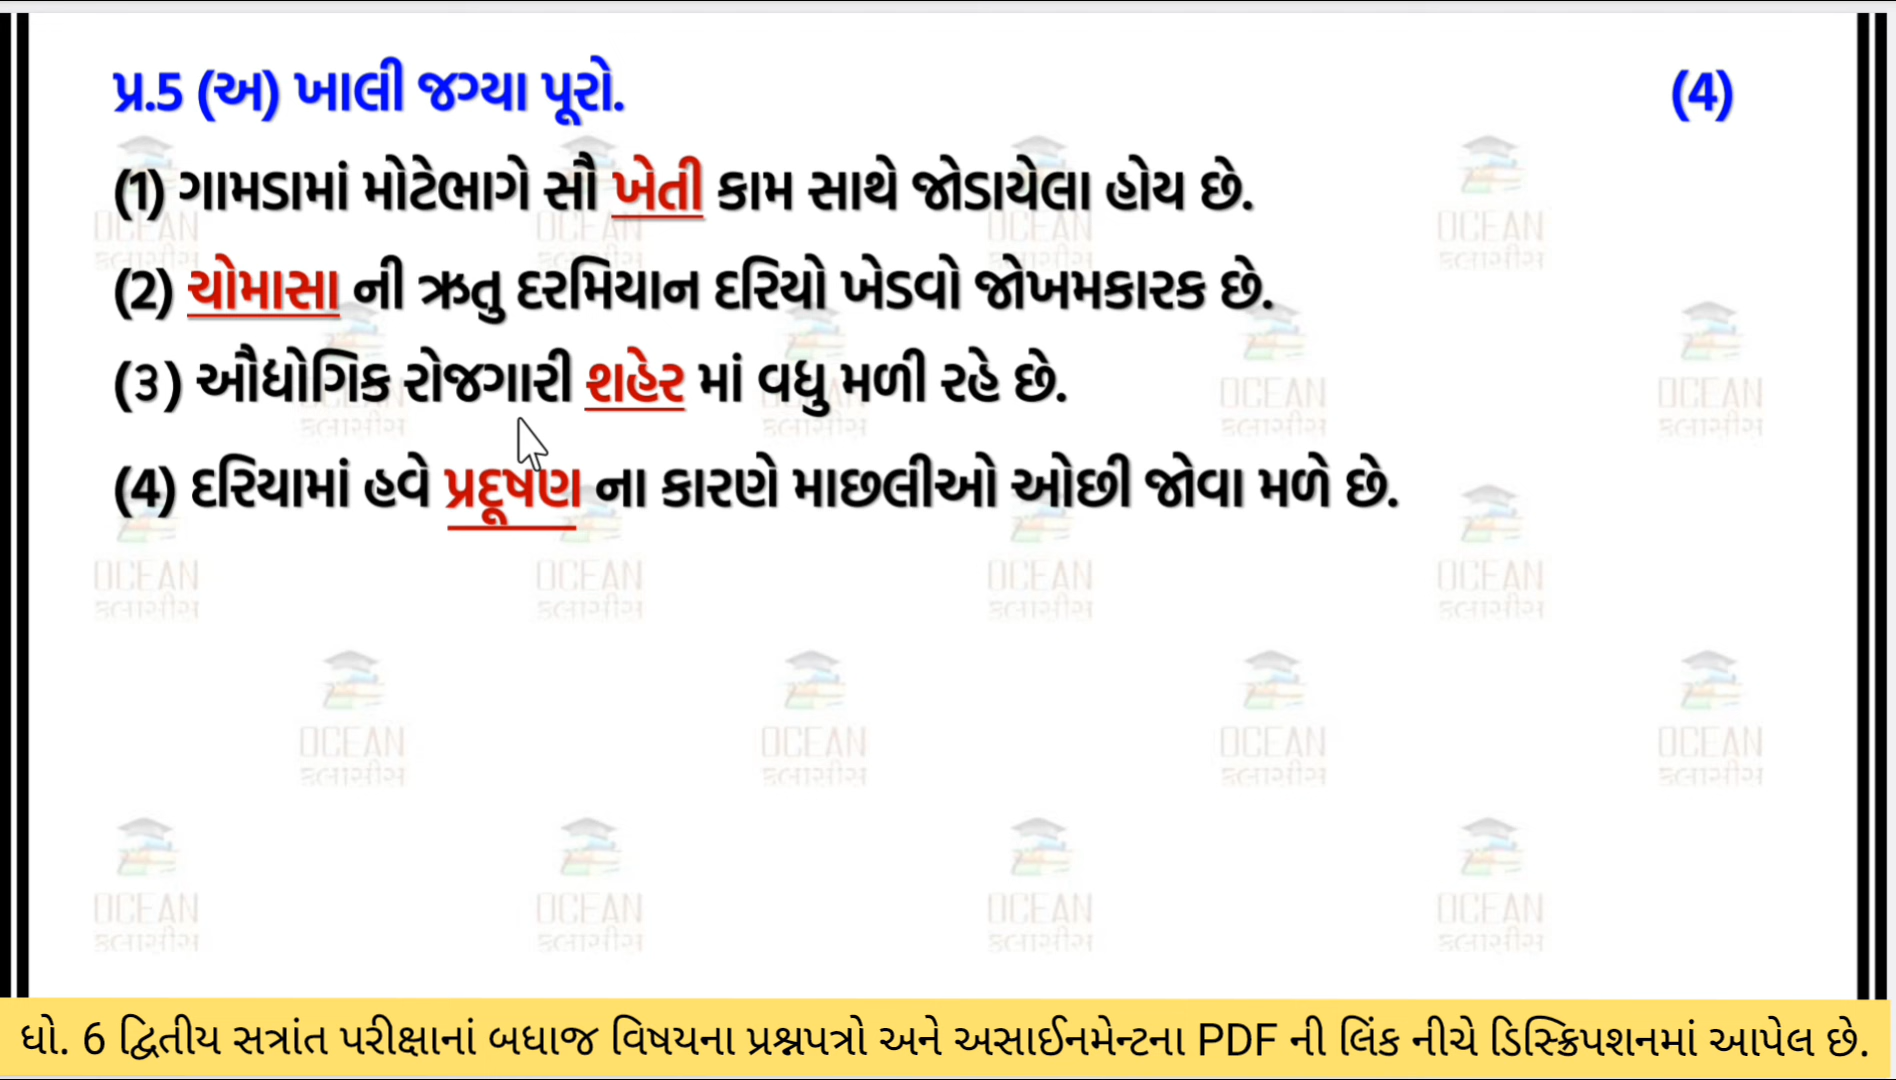 પ્ર.5 (અ) ખાલી જગ્યા પૂરો. (4)
(1) ગામડામાં મોટેભાગે સૌ ખેતી કામ સાથે જોડાયેલા હોય છે.
(2) ચોમાસા ની ઋતુ દરમિયાન દરિયો ખેડવો જોખમકારક છે.
(૩) ઔદ્યોગિક રોજગારી શહેર માં વધુ મળી રહે છે.
(4) દરિયામાં હવે પ્રદૂષણ ના કારણે માછલીઓ ઓછી જોવા મળે છે.
OCEAN
ક્લાસીસ
ધો. 6 દ્વિતીય સત્રાંત પરીક્ષાનાં બધાજ વિષયના પ્રશ્નપત્રો અને અસાઈનમેન્ટના PDF ની લિંક નીચે ડિસ્ક્રિપશનમાં આપેલ છે.